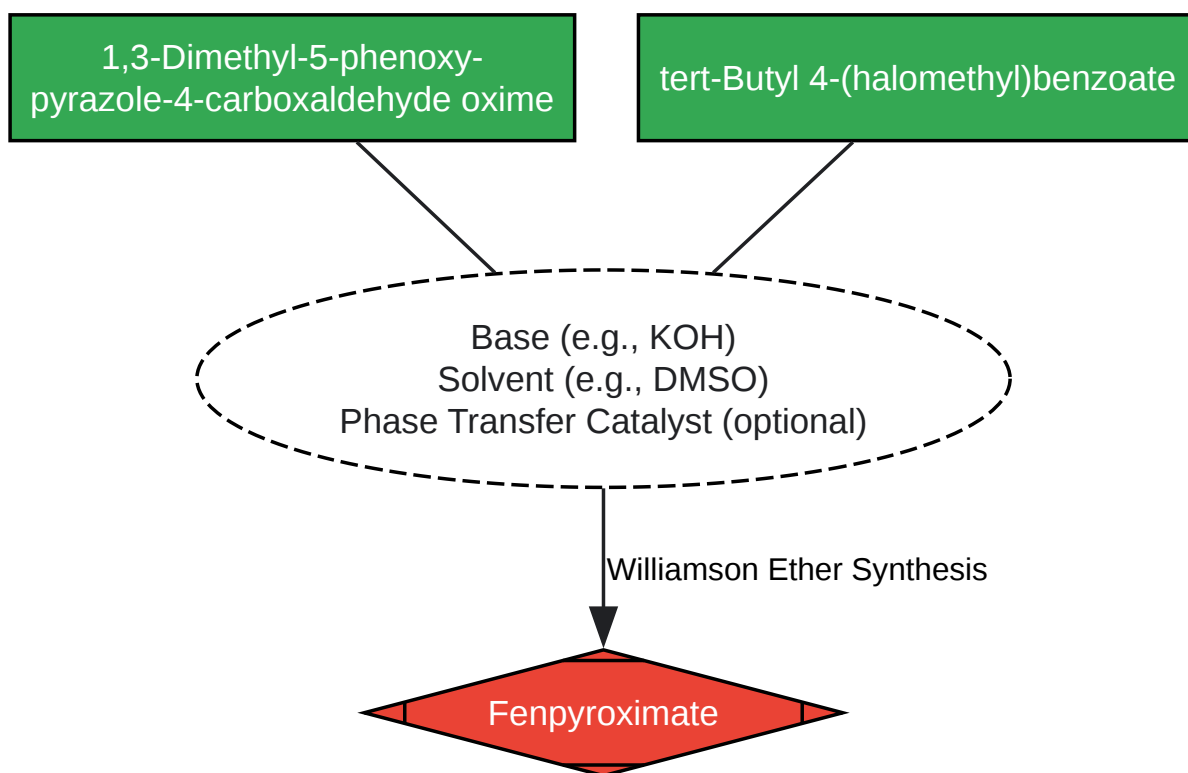 1,3-Dimethyl-5-phenoxy-
pyrazole-4-carboxaldehyde oxime
tert-Butyl 4-(halomethyl)benzoate
Base (e.g., KOH)
Solvent (e.g., DMSO)
Phase Transfer Catalyst (optional)
Williamson Ether Synthesis
Fenpyroximate